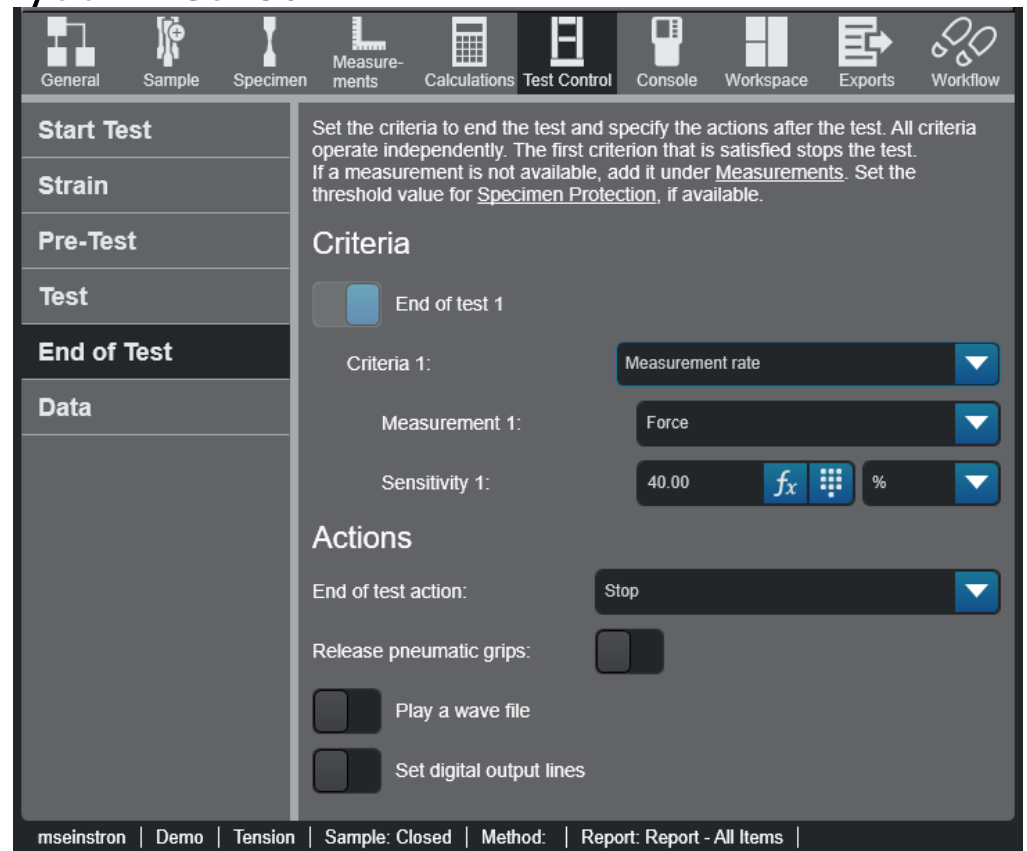 General
Sample
Specimen
Measure-
ments
Calculations
Test Control
Console
Workspace
Exports
Workflow
Start Test
Strain
Pre-Test
Test
End of Test
Data
Set the criteria to end the test and specify the actions after the test. All criteria
operate independently. The first criterion that is satisfied stops the test.
If a measurement is not available, add it under Measurements. Set the
threshold value for Specimen Protection, if available.
Criteria
End of test 1
Criteria 1: Measurement rate
Measurement 1: Force
Sensitivity 1: 40.00 fx %
Actions
End of test action: Stop
Release pneumatic grips:
Play a wave file
Set digital output lines
mseinstron | Demo | Tension | Sample: Closed | Method: | Report: Report - All Items |